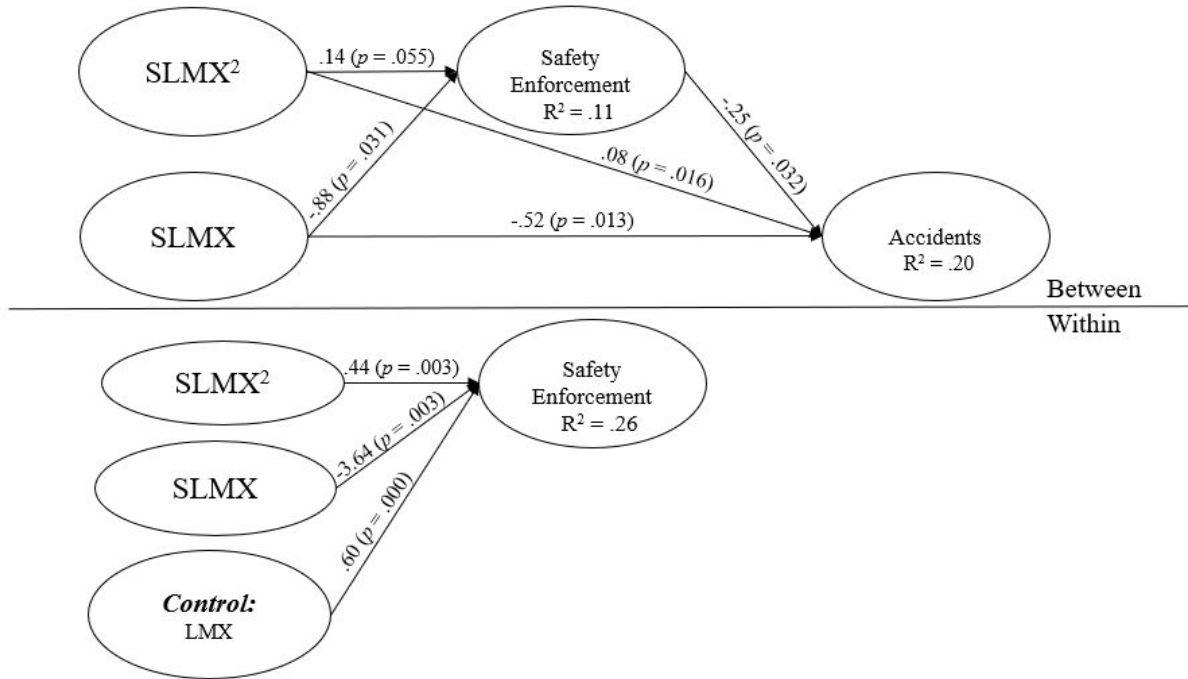 SLMX²
.14 (p = .055)
Safety
Enforcement
R² = .11
-.88 (p = .031)
.08 (p = .016)
-.25 (p = .032)
SLMX
-.52 (p = .013)
Accidents
R² = .20
Between
Within
SLMX²
.44 (p = .003)
Safety
Enforcement
R² = .26
SLMX
-3.64 (p = .003)
.60 (p = .000)
Control:
LMX